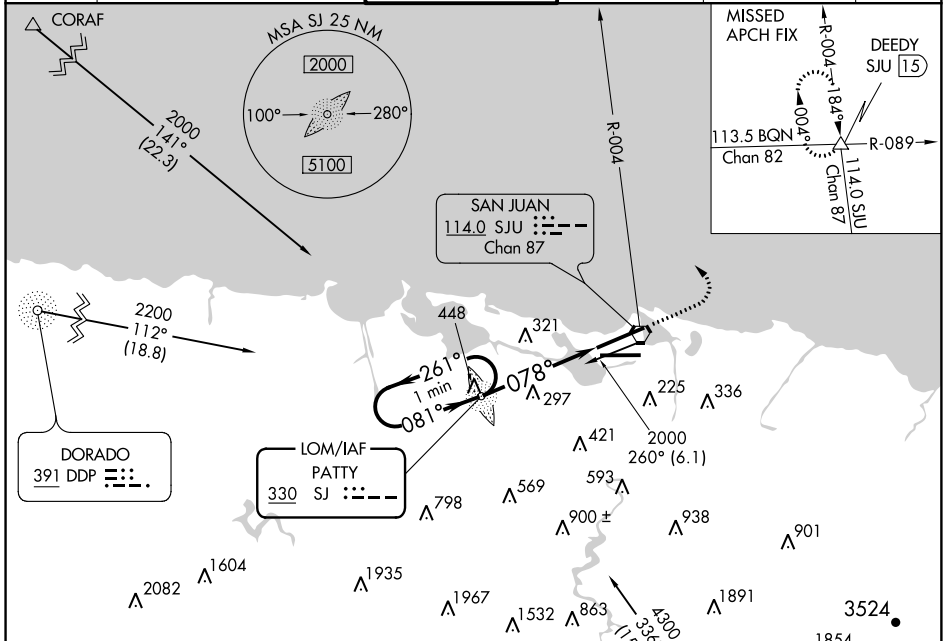 CORAF
2000
141°
(22.3)
MSA SJ 25 NM
2000
100°
280°
5100
R-004
MISSED
APCH FIX
R-004
184°
004°
DEEDY
SJU 15
113.5 BQN
Chan 82
R-089
114.0 SJU
Chan 87
SAN JUAN
114.0 SJU
Chan 87
2200
112°
(18.8)
448
321
261°
1 min
081°
078°
297
225
336
DORADO
391 DDP
LOM/IAF
PATTY
330 SJ
421
2000
260° (6.1)
593
569
798
900 ±
938
901
1604
2082
1935
1967
1532
863
4300
336°
1891
3524
1854